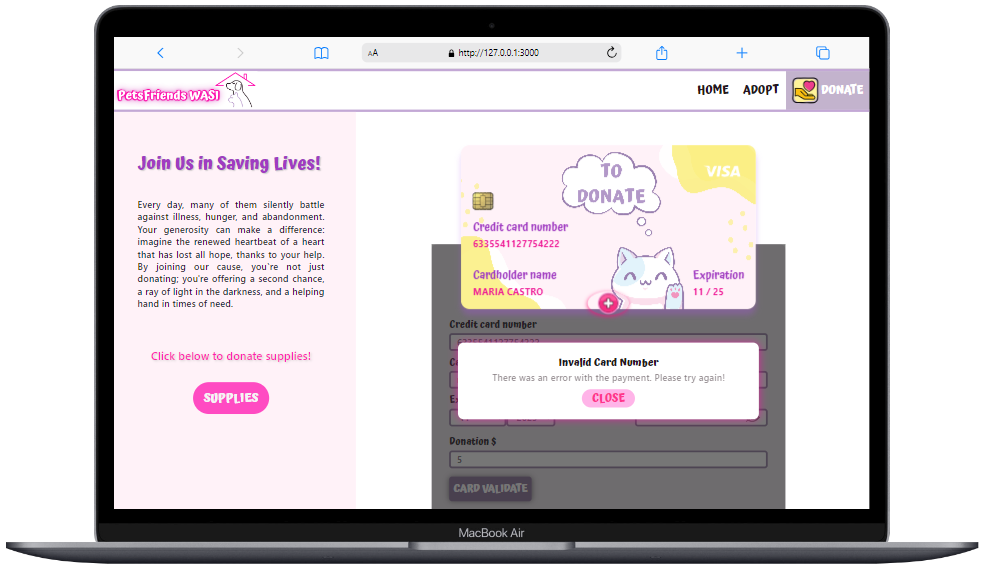 AA
http://127.0.0.1:3000
PetsFriends WASI
HOME
ADOPT
DONATE
Join Us in Saving Lives!
Every day, many of them silently battle
against illness, hunger, and abandonment.
Your generosity can make a difference:
imagine the renewed heartbeat of a heart
that has lost all hope, thanks to your help.
By joining our cause, you're not just
donating; you're offering a second chance,
a ray of light in the darkness, and a helping
hand in times of need.
Click below to donate supplies!
SUPPLIES
TO
DONATE
VISA
Credit card number
6335541127754222
Cardholder name
MARIA CASTRO
Expiration
11 / 25
Credit card number
Invalid Card Number
There was an error with the payment. Please try again!
CLOSE
Donation $
5
CARD VALIDATE
MacBook Air